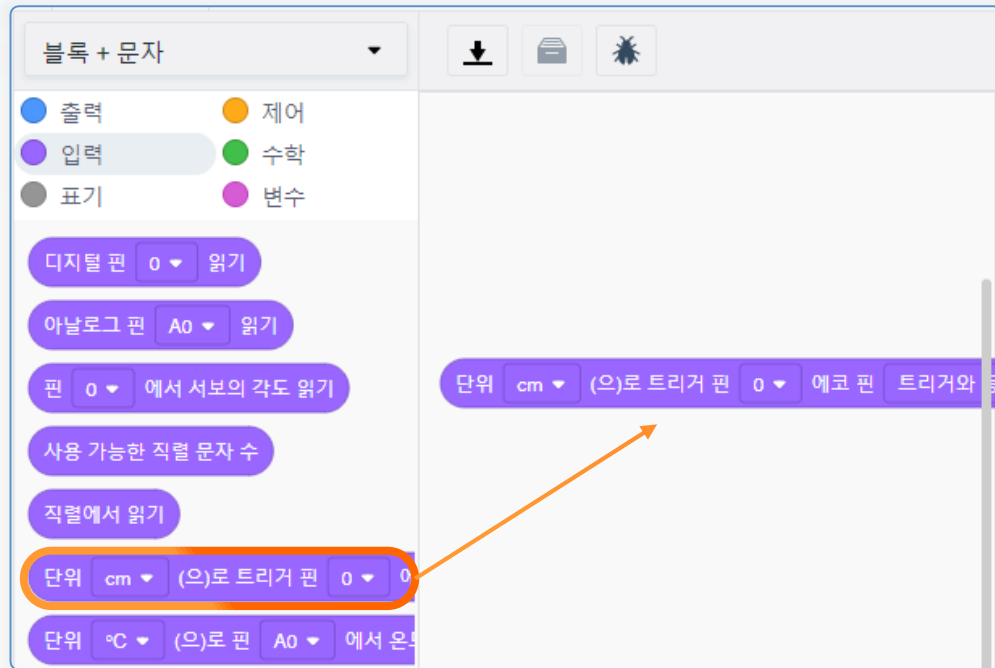 블록 + 문자
출력 제어
입력 수학
표기 변수
디지털 핀 0 읽기
아날로그 핀 A0 읽기
핀 0 에서 서보의 각도 읽기
단위 cm (으)로 트리거 핀 0 에코 핀 트리거와
사용 가능한 직렬 문자 수
직렬에서 읽기
단위 cm (으)로 트리거 핀 0
단위 °C (으)로 핀 A0 에서